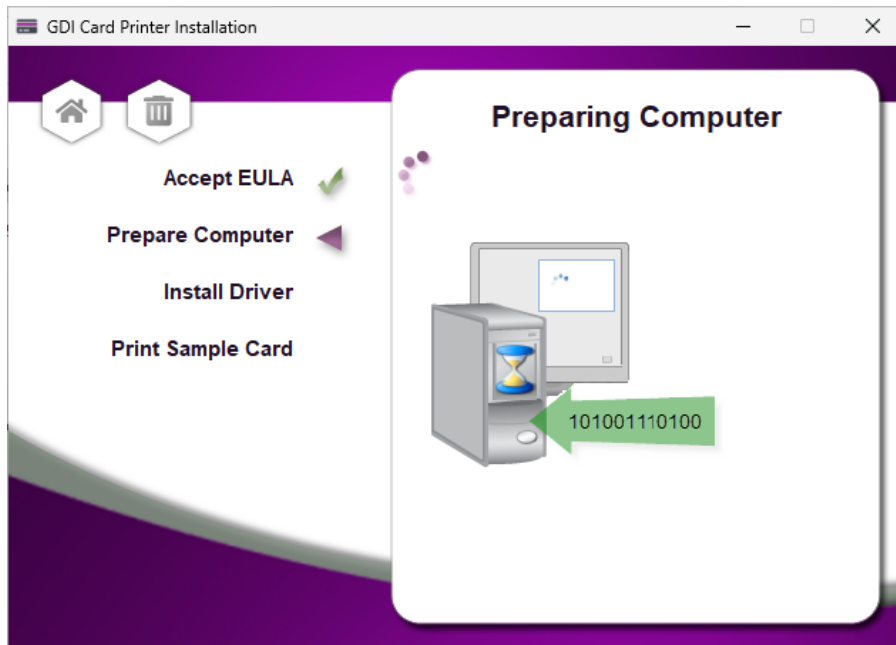 GDI Card Printer Installation
Preparing Computer
Accept EULA
Prepare Computer
Install Driver
Print Sample Card
101001110100